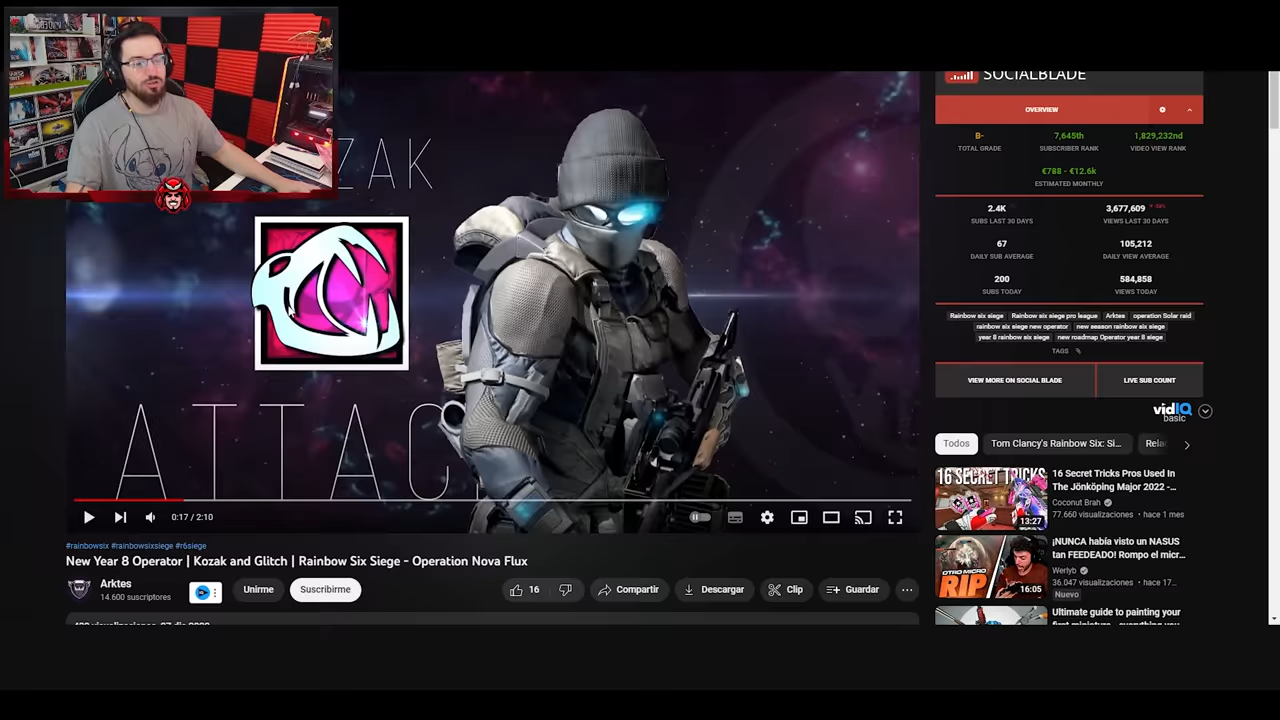 ZAK
ATTAC
0:17 / 2:10
#rainbowsix #rainbowsixsiege #r6siege
New Year 8 Operator | Kozak and Glitch | Rainbow Six Siege - Operation Nova Flux
Arktes
14.600 suscriptores
Unirme
Suscribirme
16
Compartir
Descargar
Clip
Guardar
SOCIALBLADE
OVERVIEW
B-
7,645th
1,829,232nd
TOTAL GRADE
SUBSCRIBER RANK
VIDEO VIEW RANK
€788 - €12.6k
ESTIMATED MONTHLY
2.4K
3,677,609
SUBS LAST 30 DAYS
VIEWS LAST 30 DAYS
67
105,212
DAILY SUB AVERAGE
DAILY VIEW AVERAGE
200
584,858
SUBS TODAY
VIEWS TODAY
Rainbow six siege Rainbow six siege pro league Arktes operation Solar raid
rainbow six siege new operator new season rainbow six siege
year 8 rainbow six siege new roadmap Operator year 8 siege
TAGS
VIEW MORE ON SOCIAL BLADE
LIVE SUB COUNT
vidIQ
basic
Todos
Tom Clancy's Rainbow Six: Si...
Rela
16 SECRET TRICKS
13:27
16 Secret Tricks Pros Used In
The Jönköping Major 2022 -...
Coconut Brah
77.660 visualizaciones • hace 1 mes
OTRO MICRO
RIP
16:05
¡NUNCA había visto un NASUS
tan FEEDEADO! Rompo el micr...
Werlyb
36.047 visualizaciones • hace 17...
Nuevo
Ultimate guide to painting your